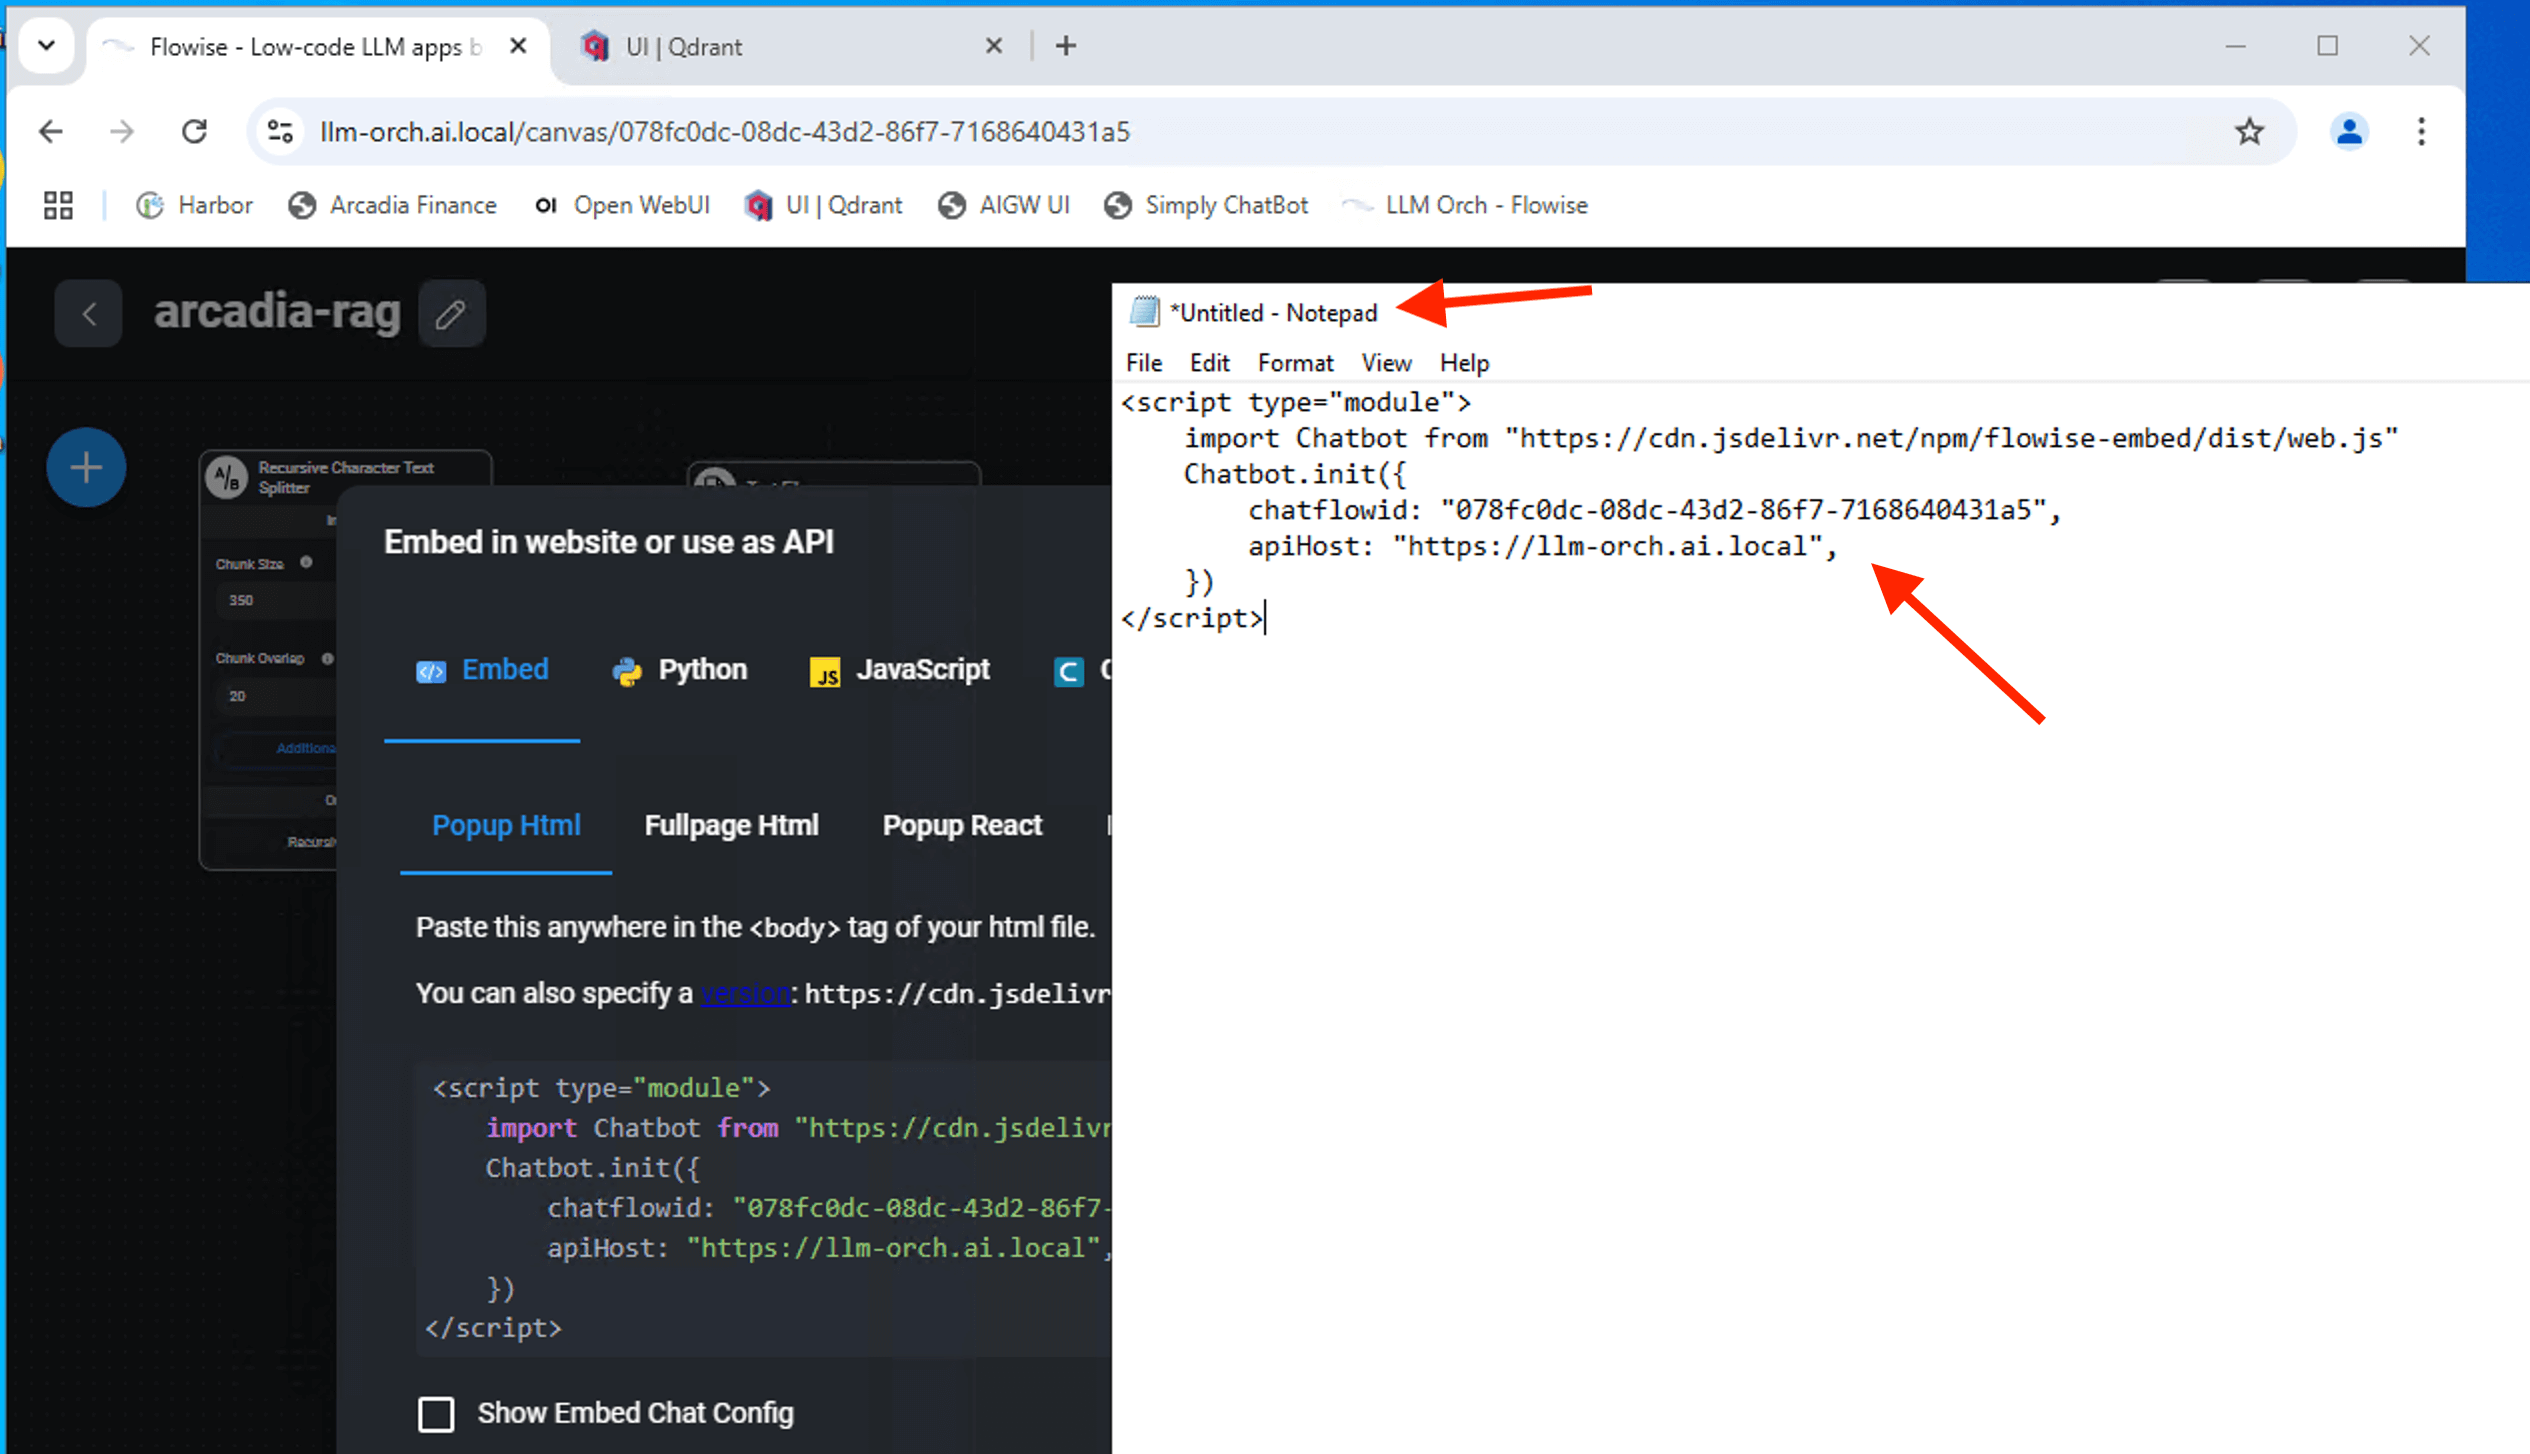 Flowise - Low-code LLM apps b
UI | Qdrant
llm-orch.ai.local/canvas/078fc0dc-08dc-43d2-86f7-7168640431a5
Harbor
Arcadia Finance
OI Open WebUI
UI | Qdrant
AIGW UI
Simply ChatBot
LLM Orch - Flowise
arcadia-rag
A/B
Recursive Character Text
Splitter
Chunk Size
350
Chunk Overlap
20
Embed in website or use as API
</> Embed
Python
JS JavaScript
C
Popup Html
Fullpage Html
Popup React
Paste this anywhere in the <body> tag of your html file.
You can also specify a version: https://cdn.jsdelivr
<script type="module">
import Chatbot from "https://cdn.jsdelivr
Chatbot.init({
chatflowid: "078fc0dc-08dc-43d2-86f7-
apiHost: "https://llm-orch.ai.local",
})
</script>
Show Embed Chat Config
*Untitled - Notepad
File Edit Format View Help
<script type="module">
import Chatbot from "https://cdn.jsdelivr.net/npm/flowise-embed/dist/web.js"
Chatbot.init({
chatflowid: "078fc0dc-08dc-43d2-86f7-7168640431a5",
apiHost: "https://llm-orch.ai.local",
})
</script>